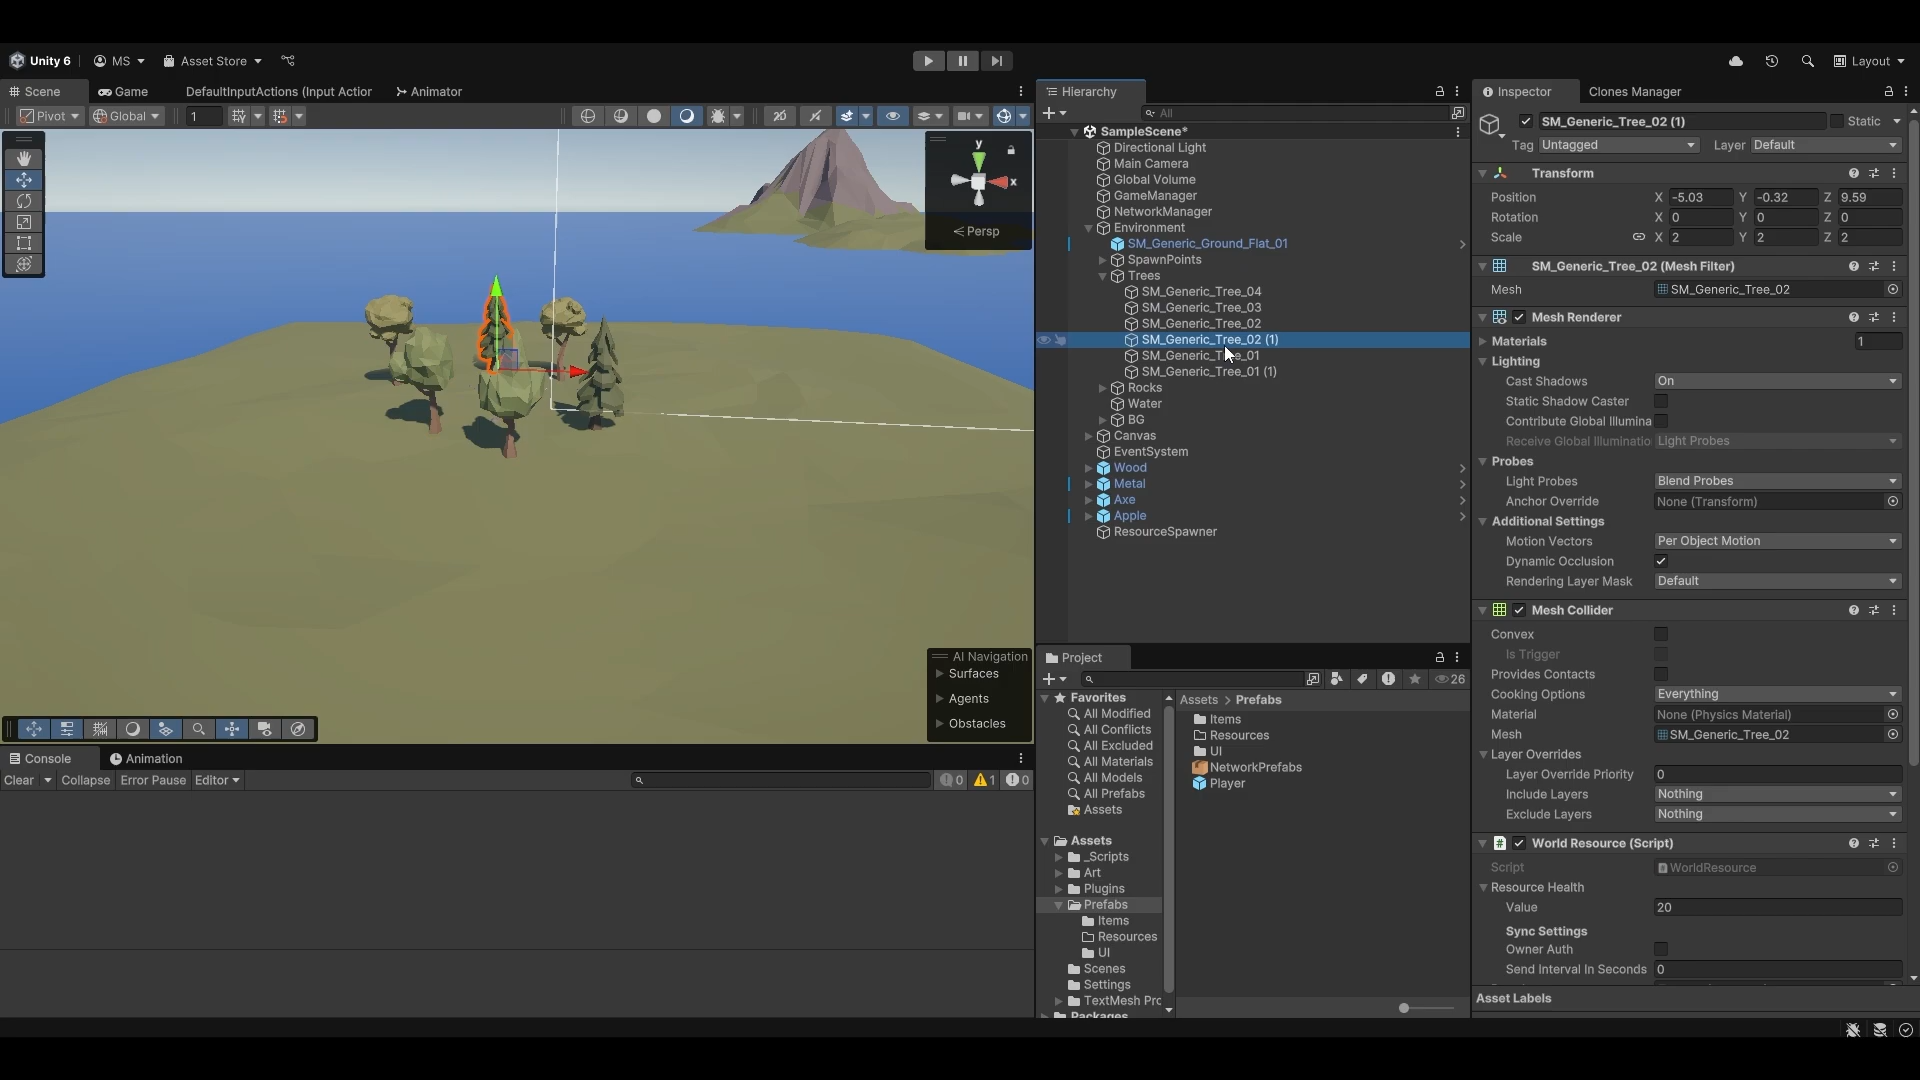 Unity 6
MS
Asset Store
Layout
Scene
Game
DefaultInputActions (Input Action
Animator
Pivot
Global
1
y
x
Persp
AI Navigation
Surfaces
Agents
Obstacles
Console
Animation
Clear
Collapse
Error Pause
Editor
0
1
0
Hierarchy
All
SampleScene*
Directional Light
Main Camera
Global Volume
GameManager
NetworkManager
Environment
SM_Generic_Ground_Flat_01
SpawnPoints
Trees
SM_Generic_Tree_04
SM_Generic_Tree_03
SM_Generic_Tree_02
SM_Generic_Tree_02 (1)
SM_Generic_Tree_01
SM_Generic_Tree_01 (1)
Rocks
Water
BG
Canvas
EventSystem
Wood
Metal
Axe
Apple
ResourceSpawner
Project
26
Favorites
All Modified
All Conflicts
All Excluded
All Materials
All Models
All Prefabs
Assets
Assets
_Scripts
Art
Plugins
Prefabs
Items
Resources
UI
Scenes
Settings
TextMesh Pro
Packages
Assets > Prefabs
Items
Resources
UI
NetworkPrefabs
Player
Inspector
Clones Manager
SM_Generic_Tree_02 (1)
Static
Tag Untagged
Layer Default
Transform
Position X -5.03 Y -0.32 Z 9.59
Rotation X 0 Y 0 Z 0
Scale X 2 Y 2 Z 2
SM_Generic_Tree_02 (Mesh Filter)
Mesh SM_Generic_Tree_02
Mesh Renderer
Materials 1
Lighting
Cast Shadows On
Static Shadow Caster
Contribute Global Illumina
Receive Global Illuminatio Light Probes
Probes
Light Probes Blend Probes
Anchor Override None (Transform)
Additional Settings
Motion Vectors Per Object Motion
Dynamic Occlusion
Rendering Layer Mask Default
Mesh Collider
Convex
Is Trigger
Provides Contacts
Cooking Options Everything
Material None (Physics Material)
Mesh SM_Generic_Tree_02
Layer Overrides
Layer Override Priority 0
Include Layers Nothing
Exclude Layers Nothing
World Resource (Script)
Script WorldResource
Resource Health
Value 20
Sync Settings
Owner Auth
Send Interval In Seconds 0
Asset Labels